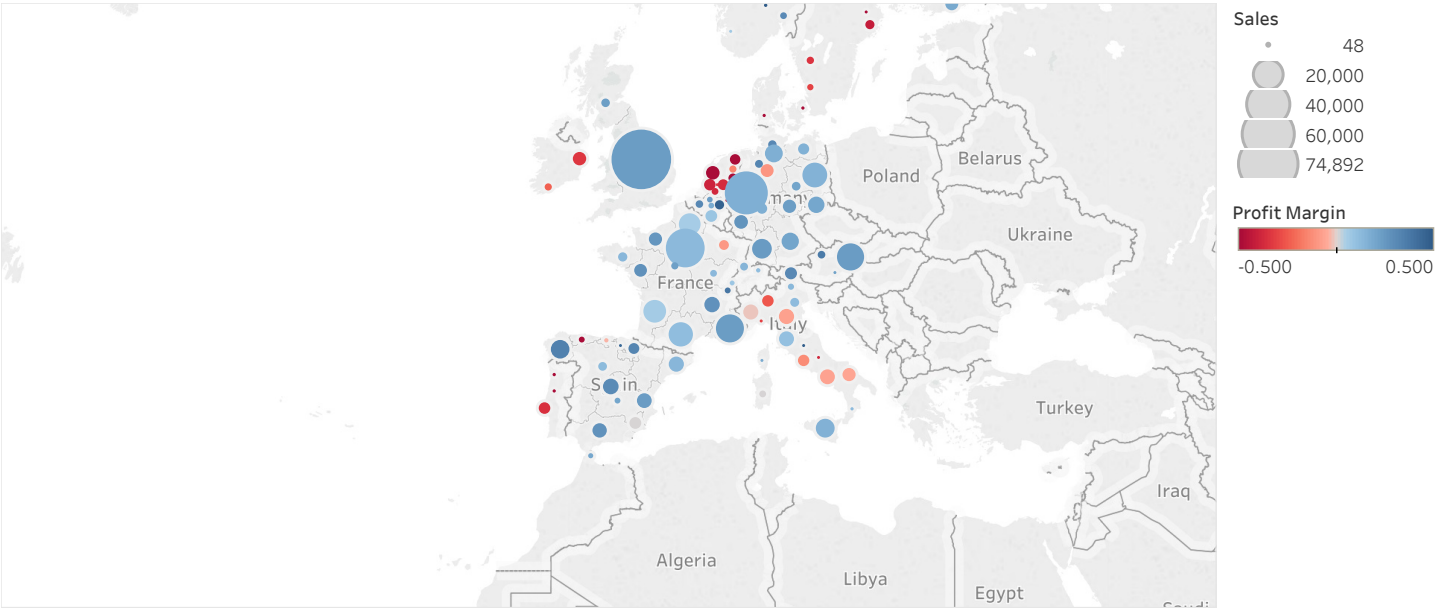 Sales
48
20,000
40,000
60,000
74,892
Profit Margin
-0.500 0.500
Belarus
Poland
many
Ukraine
France
Italy
Turkey
Iraq
Algeria
Libya
Egypt